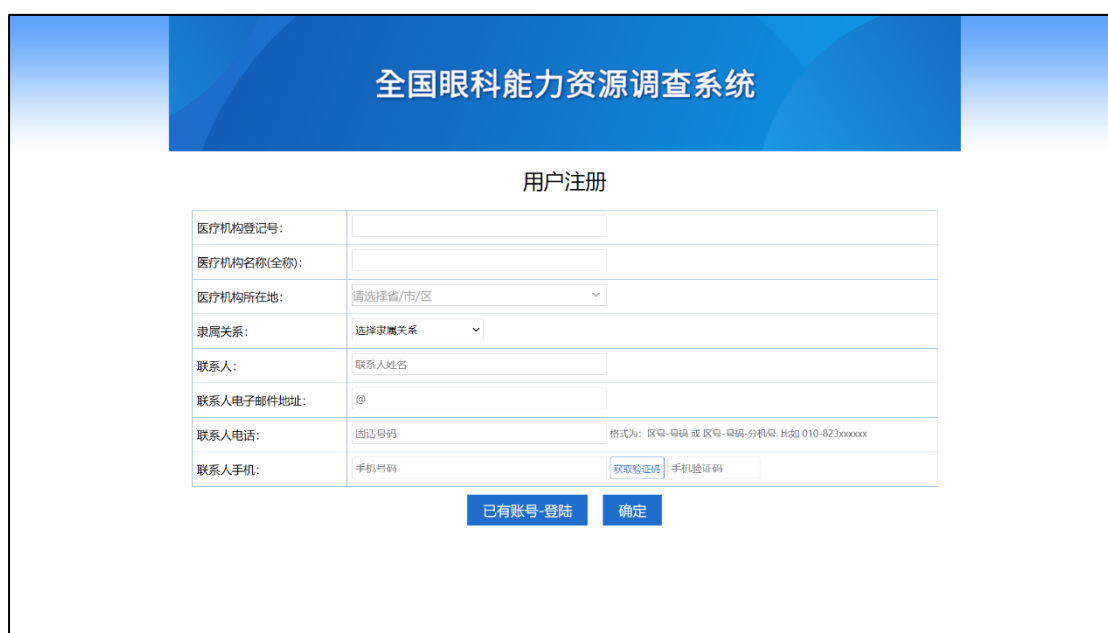 全国眼科能力资源调查系统
用户注册
医疗机构登记号：
医疗机构名称(全称)：
医疗机构所在地： 请选择省/市/区
隶属关系： 选择隶属关系
联系人： 联系人姓名
联系人电子邮件地址： @
联系人电话： 固话号码 格式为：区号-号码 或 区号-号码-分机号. 比如 010-823xxxxxx
联系人手机： 手机号码 获取验证码 手机验证码
已有账号-登陆 确定